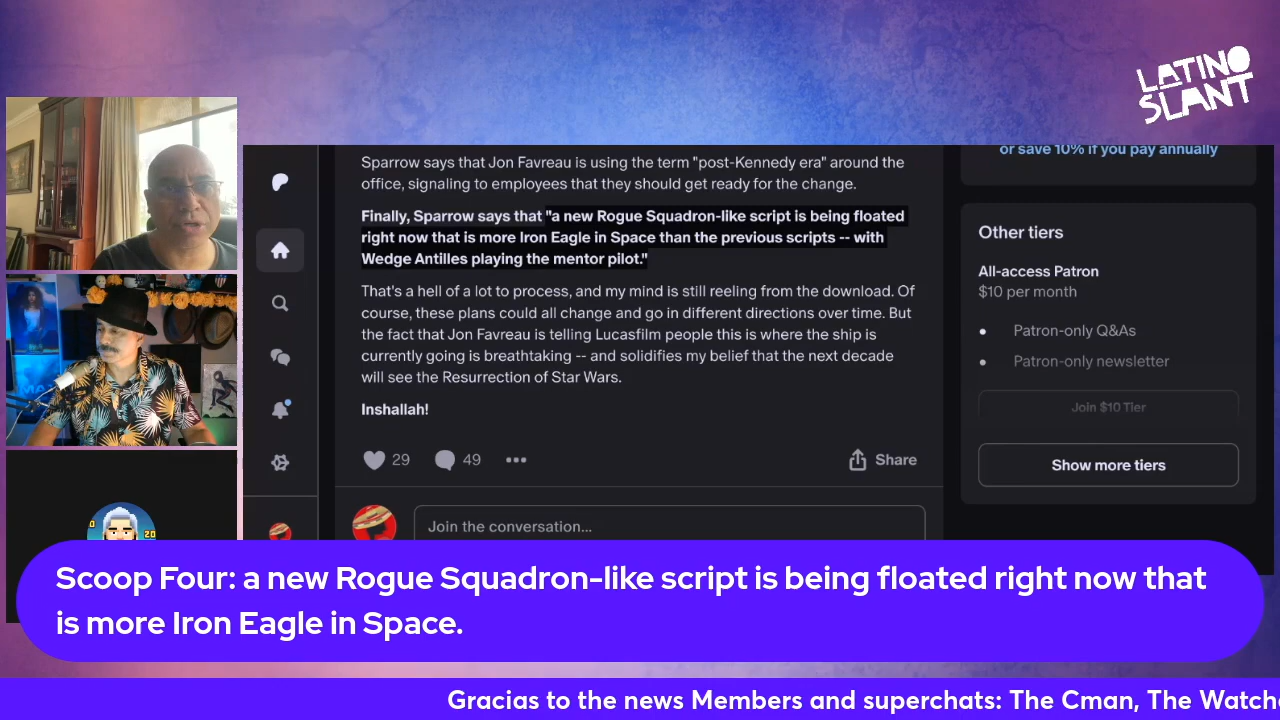 LATINO
SLANT
Sparrow says that Jon Favreau is using the term "post-Kennedy era" around the
office, signaling to employees that they should get ready for the change.
Finally, Sparrow says that "a new Rogue Squadron-like script is being floated
right now that is more Iron Eagle in Space than the previous scripts -- with
Wedge Antilles playing the mentor pilot."
That's a hell of a lot to process, and my mind is still reeling from the download. Of
course, these plans could all change and go in different directions over time. But
the fact that Jon Favreau is telling Lucasfilm people this is where the ship is
currently going is breathtaking -- and solidifies my belief that the next decade
will see the Resurrection of Star Wars.
Inshallah!
29
49
Share
Join the conversation...
or save 10% if you pay annually
Other tiers
All-access Patron
$10 per month
• Patron-only Q&As
• Patron-only newsletter
Join $10 Tier
Show more tiers
20
Scoop Four: a new Rogue Squadron-like script is being floated right now that
is more Iron Eagle in Space.
Gracias to the news Members and superchats: The Cman, The Watch